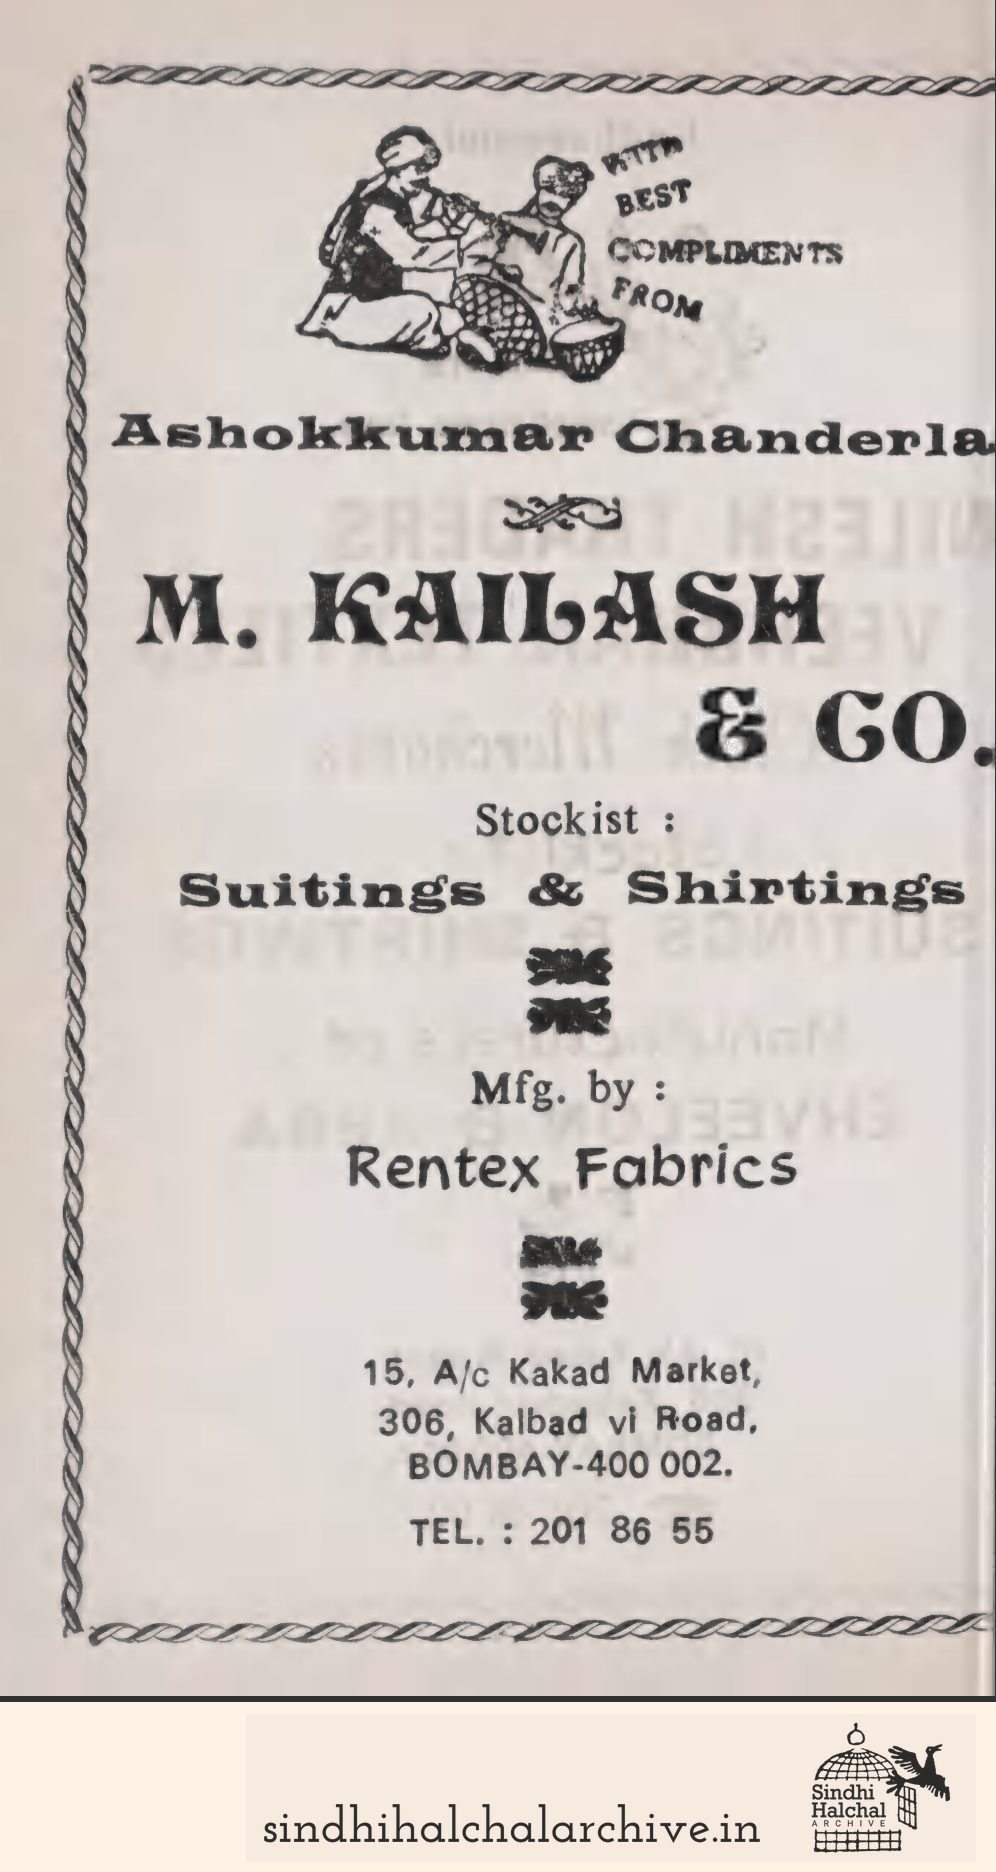 WITH
BEST
COMPLIMENTS
FROM
Ashokkumar Chanderla
M. KAILASH
& CO.
Stockist :
Suitings & Shirtings
Mfg. by :
Rentex Fabrics
15, A/c Kakad Market,
306, Kalbad vi Road,
BOMBAY-400 002.
TEL. : 201 86 55
Sindhi
Halchal
ARCHIVE
sindhihalchalarchive.in